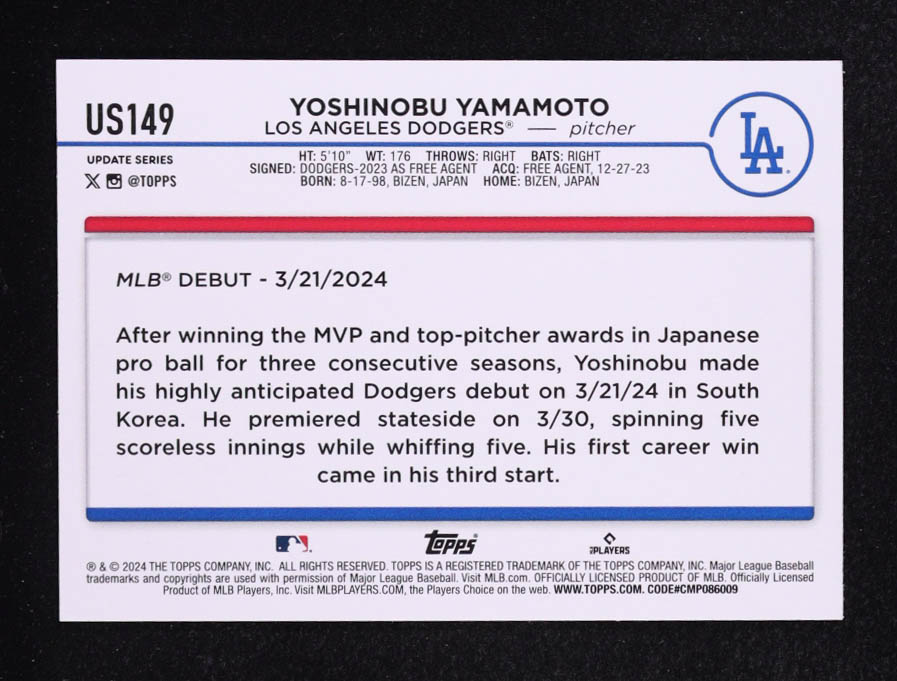 US149
YOSHINOBU YAMAMOTO
LOS ANGELES DODGERS® — pitcher
LA
UPDATE SERIES
@TOPPS
HT: 5'10" WT: 176 THROWS: RIGHT BATS: RIGHT
SIGNED: DODGERS-2023 AS FREE AGENT ACQ: FREE AGENT, 12-27-23
BORN: 8-17-98, BIZEN, JAPAN HOME: BIZEN, JAPAN
MLB® DEBUT - 3/21/2024
After winning the MVP and top-pitcher awards in Japanese
pro ball for three consecutive seasons, Yoshinobu made
his highly anticipated Dodgers debut on 3/21/24 in South
Korea. He premiered stateside on 3/30, spinning five
scoreless innings while whiffing five. His first career win
came in his third start.
topps®
MLBPLAYERS
® & © 2024 THE TOPPS COMPANY, INC. ALL RIGHTS RESERVED. TOPPS IS A REGISTERED TRADEMARK OF THE TOPPS COMPANY, INC. Major League Baseball
trademarks and copyrights are used with permission of Major League Baseball. Visit MLB.com. OFFICIALLY LICENSED PRODUCT OF MLB. Officially Licensed
Product of MLB Players, Inc. Visit MLBPLAYERS.COM, the Players Choice on the web. WWW.TOPPS.COM. CODE#CMP086009